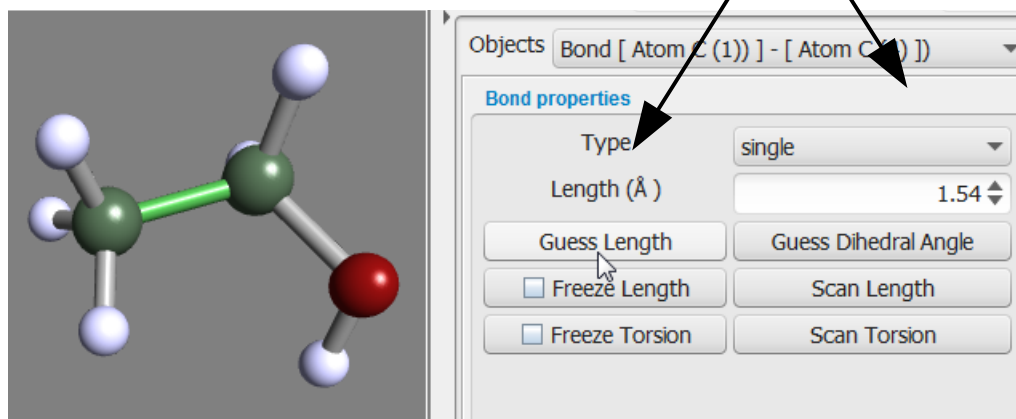 Objects Bond [ Atom C (1)) ] - [ Atom C ( ) ])
Bond properties
Type single
Length (Å ) 1.54
Guess Length Guess Dihedral Angle
Freeze Length Scan Length
Freeze Torsion Scan Torsion